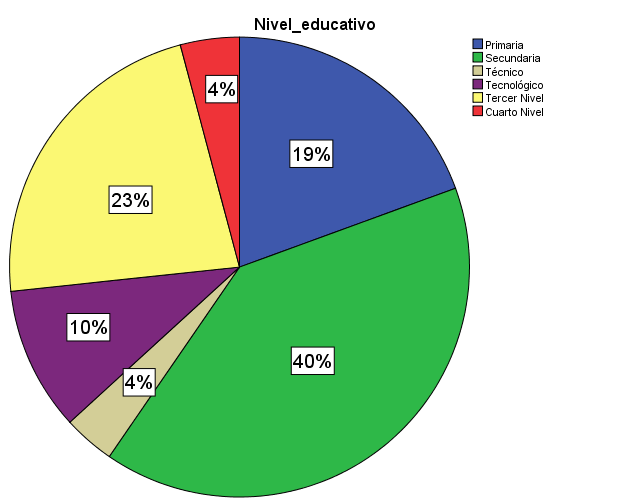 Nivel_educativo
Primaria
Secundaria
Técnico
Tecnológico
Tercer Nivel
Cuarto Nivel
4%
19%
23%
10%
40%
4%